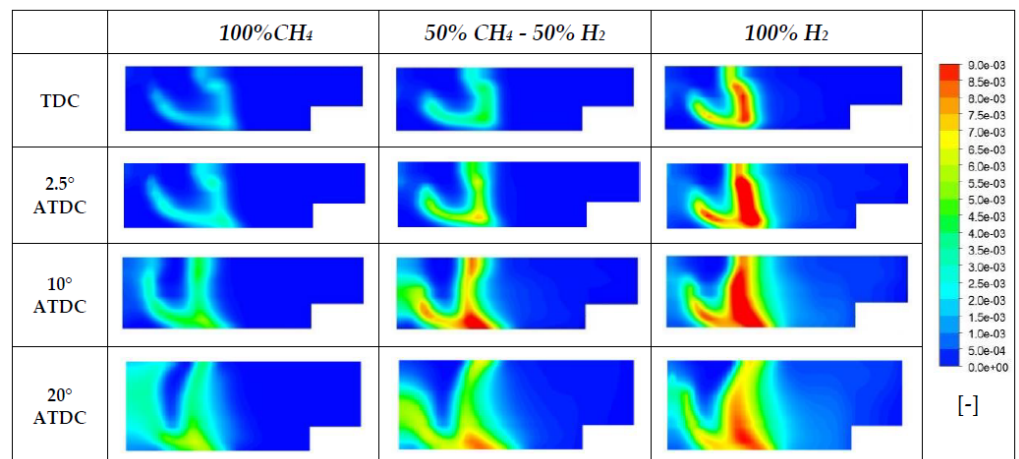 100%CH₄
50% CH₄ - 50% H₂
100% H₂
TDC
2.5°
ATDC
10°
ATDC
20°
ATDC
9.0e-03
8.5e-03
8.0e-03
7.5e-03
7.0e-03
6.5e-03
6.0e-03
5.5e-03
5.0e-03
4.5e-03
4.0e-03
3.5e-03
3.0e-03
2.5e-03
2.0e-03
1.5e-03
1.0e-03
5.0e-04
0.0e+00
[-]